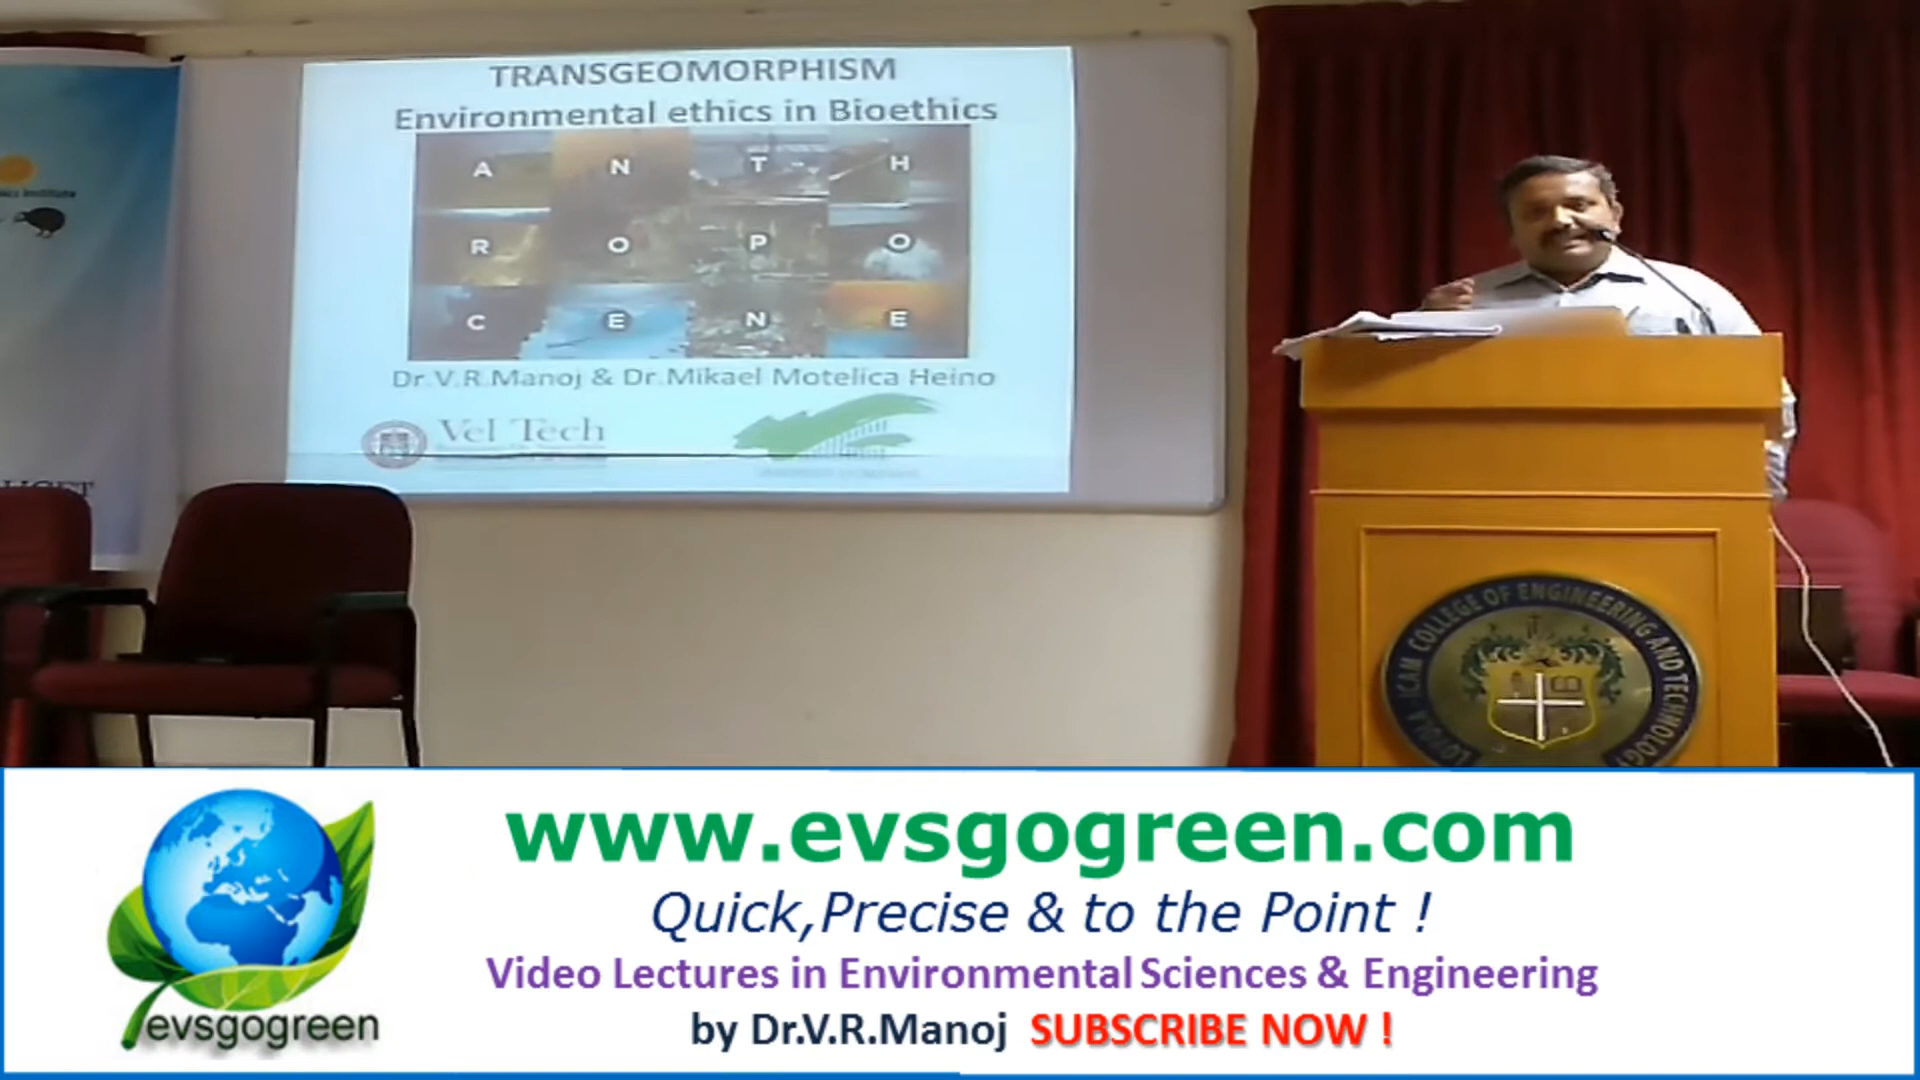 TRANSGEOMORPHISM
Environmental ethics in Bioethics
A N T H
R O P O
C E N E
Dr.V.R.Manoj & Dr.Mikael Motelica Heino
Vel Tech
LOYOLA-ICAM COLLEGE OF ENGINEERING AND TECHNOLOGY
www.evsgogreen.com
Quick,Precise & to the Point !
Video Lectures in Environmental Sciences & Engineering
by Dr.V.R.Manoj SUBSCRIBE NOW !
evsgogreen